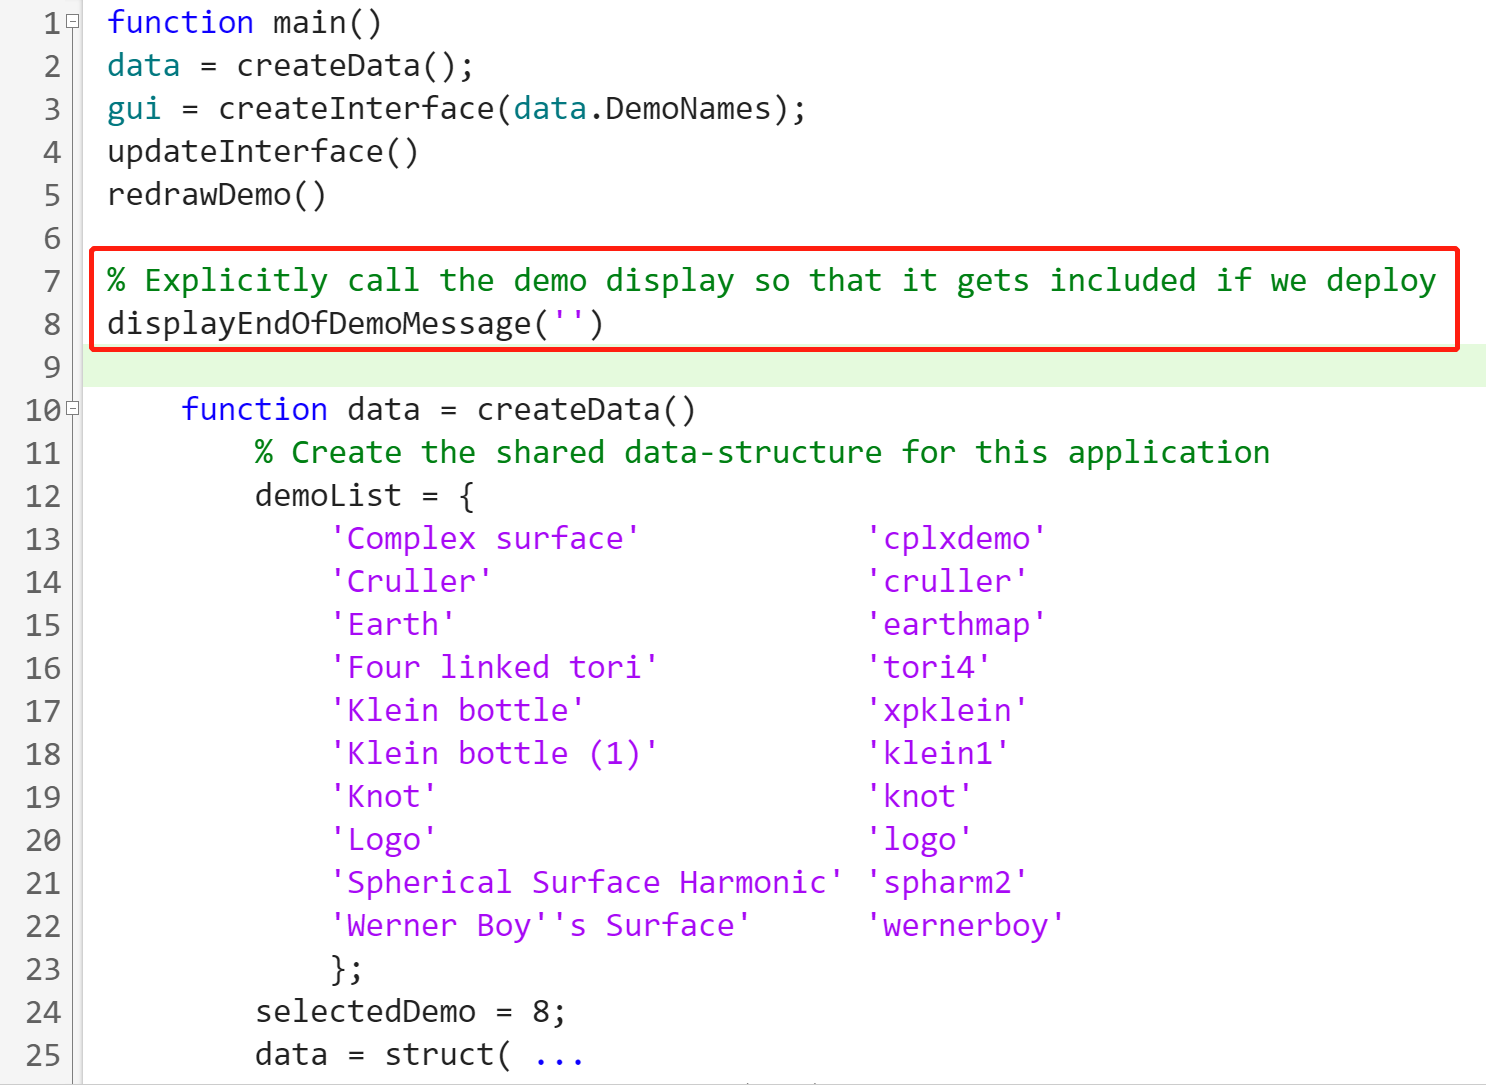 1 function main()
2 data = createData();
3 gui = createInterface(data.DemoNames);
4 updateInterface()
5 redrawDemo()
6
7 % Explicitly call the demo display so that it gets included if we deploy
8 displayEndOfDemoMessage('')
9
10 function data = createData()
11 % Create the shared data-structure for this application
12 demoList = {
13 'Complex surface' 'cplxdemo'
14 'Cruller' 'cruller'
15 'Earth' 'earthmap'
16 'Four linked tori' 'tori4'
17 'Klein bottle' 'xpklein'
18 'Klein bottle (1)' 'klein1'
19 'Knot' 'knot'
20 'Logo' 'logo'
21 'Spherical Surface Harmonic' 'spharm2'
22 'Werner Boy''s Surface' 'wernerboy'
23 };
24 selectedDemo = 8;
25 data = struct( ...